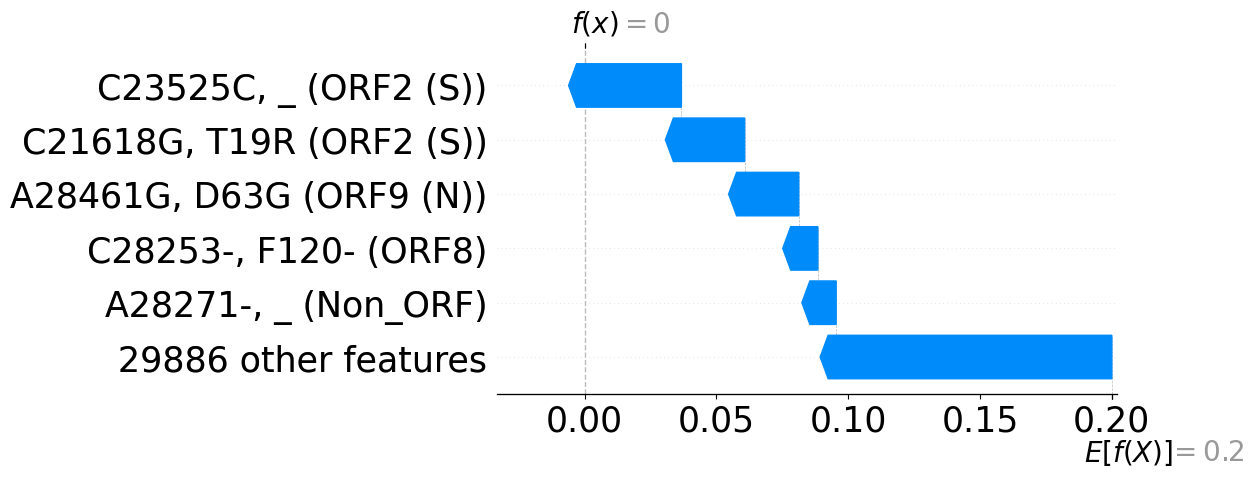 f(x) = 0
C23525C, _ (ORF2 (S))
C21618G, T19R (ORF2 (S))
A28461G, D63G (ORF9 (N))
C28253-, F120- (ORF8)
A28271-, _ (Non_ORF)
29886 other features
0.00 0.05 0.10 0.15 0.20
E[f(X)] = 0.2